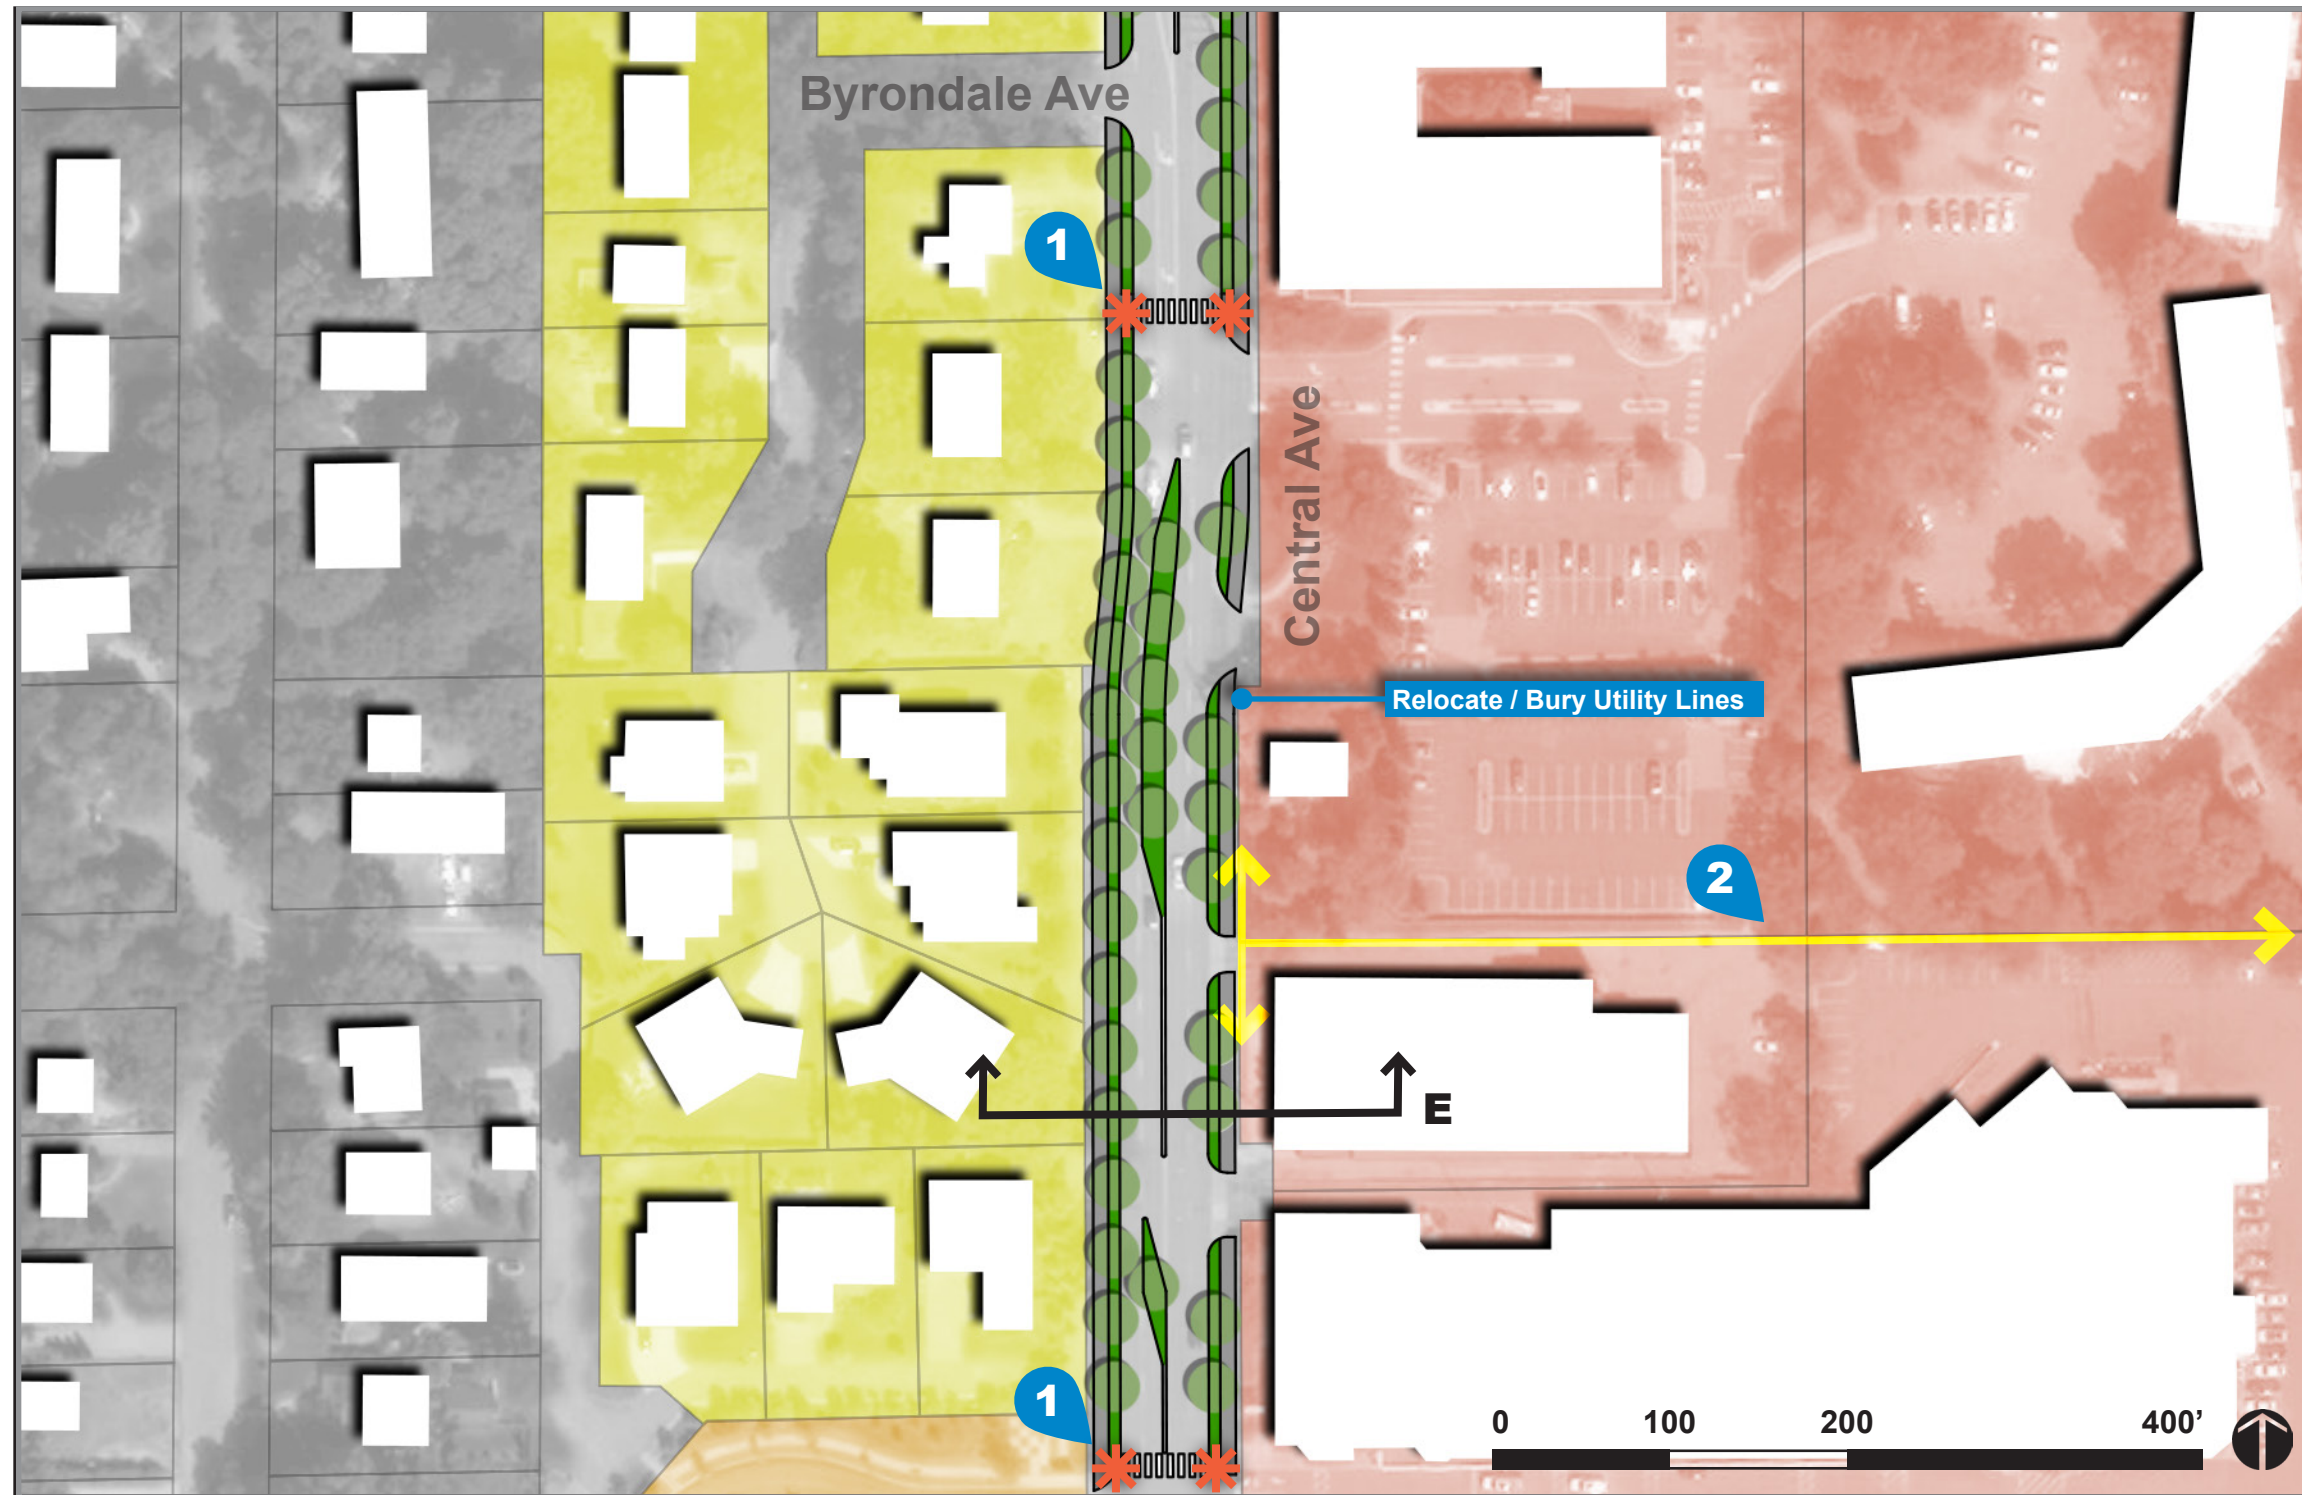 Byrondale Ave
1
Central Ave
Relocate / Bury Utility Lines
2
E
1
0 100 200 400’